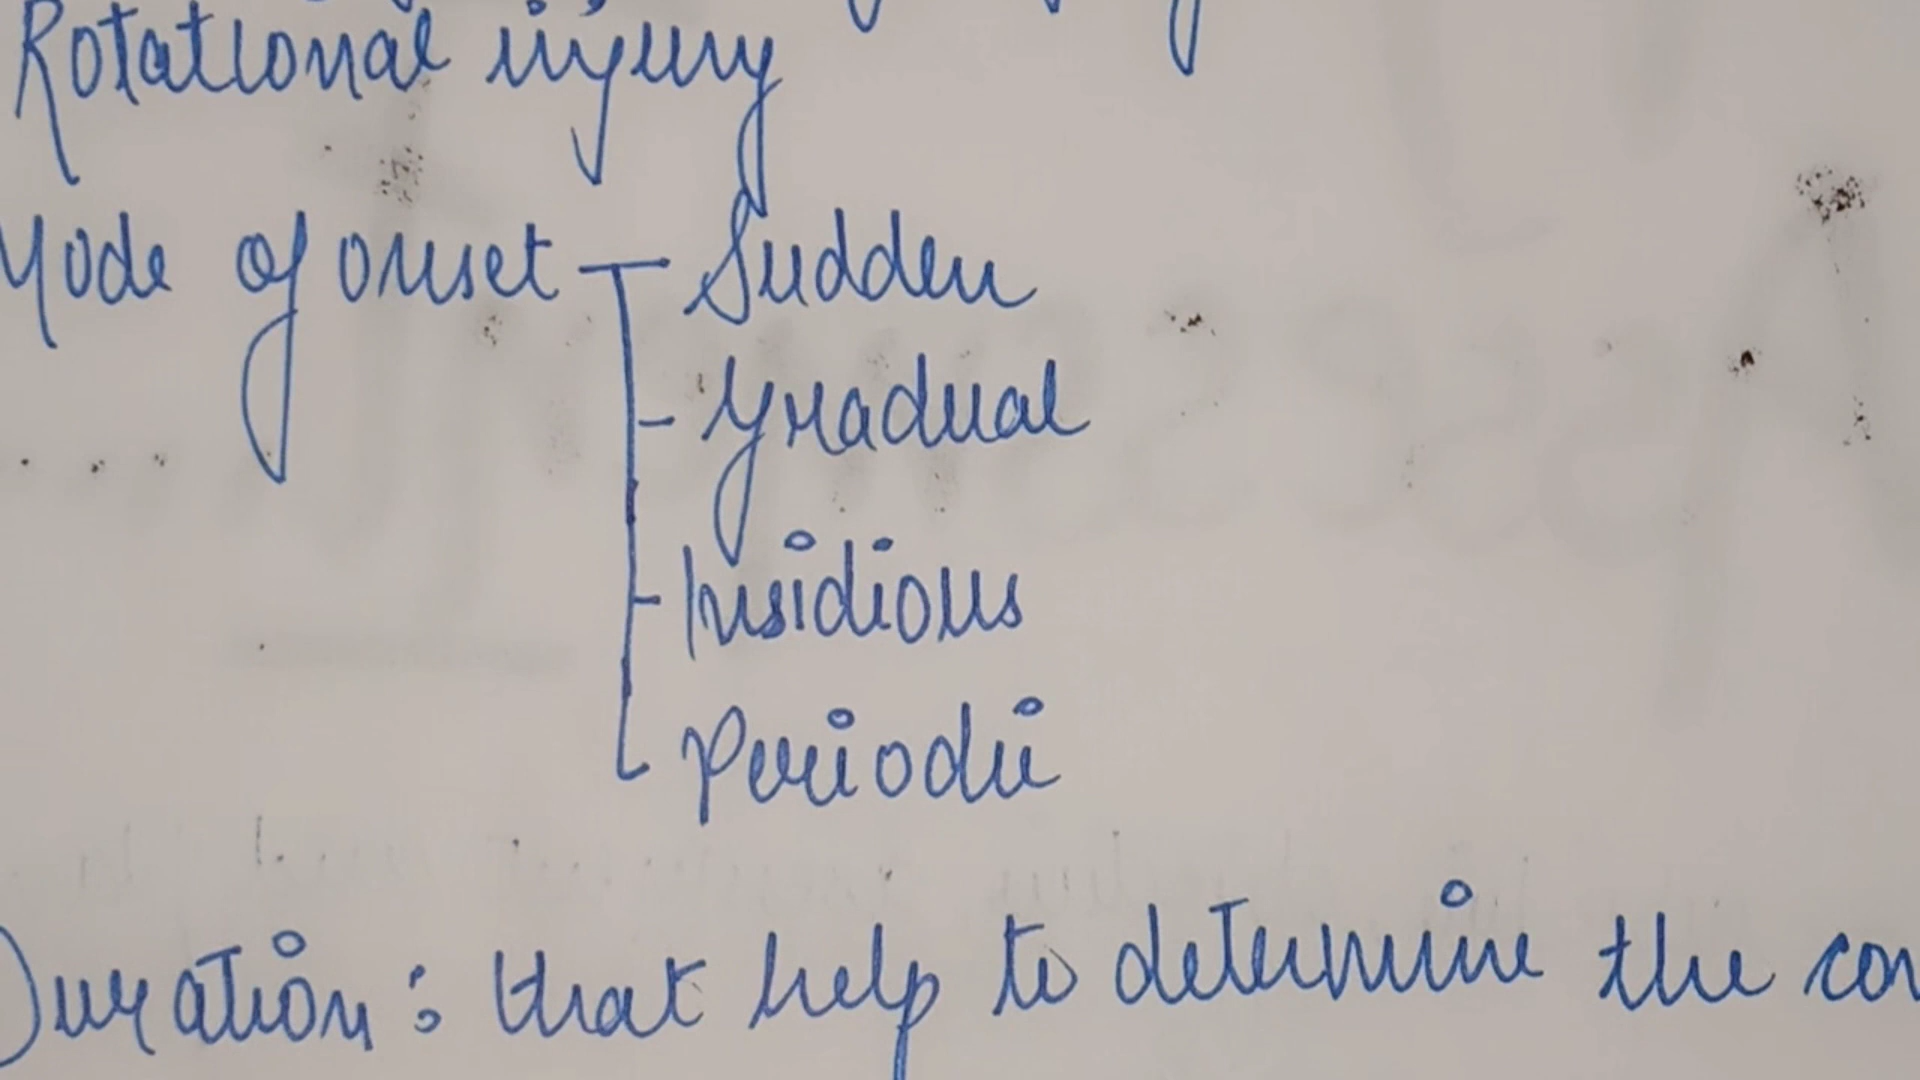 Rotational injury
Mode of onset - Sudden
- Gradual
- Insidious
- Periodic
Duration: that help to determine the